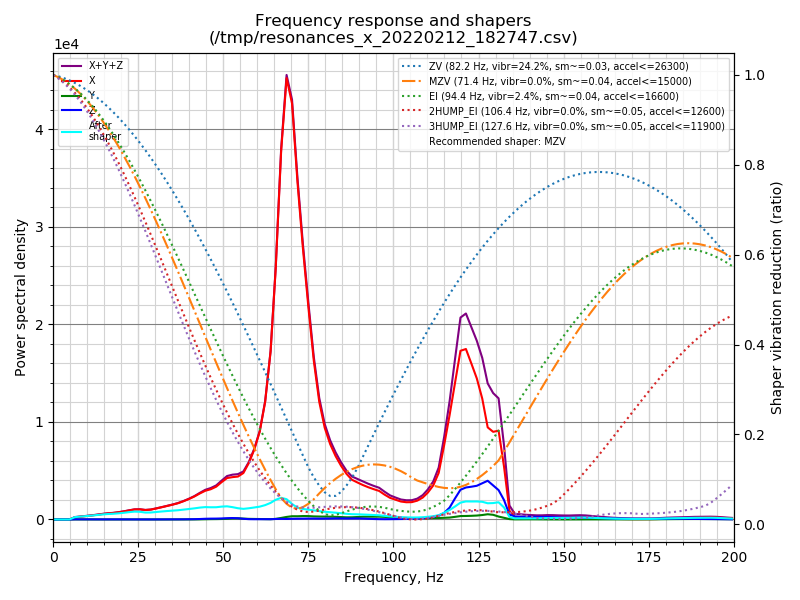 Frequency response and shapers
(/tmp/resonances_x_20220212_182747.csv)
1e4
X+Y+Z
X
Y
After
shaper
ZV (82.2 Hz, vibr=24.2%, sm~=0.03, accel<=26300)
MZV (71.4 Hz, vibr=0.0%, sm~=0.04, accel<=15000)
EI (94.4 Hz, vibr=2.4%, sm~=0.04, accel<=16600)
2HUMP_EI (106.4 Hz, vibr=0.0%, sm~=0.05, accel<=12600)
3HUMP_EI (127.6 Hz, vibr=0.0%, sm~=0.05, accel<=11900)
Recommended shaper: MZV
4
3
2
1
0
Power spectral density
1.0
0.8
0.6
0.4
0.2
0.0
Shaper vibration reduction (ratio)
0 25 50 75 100 125 150 175 200
Frequency, Hz